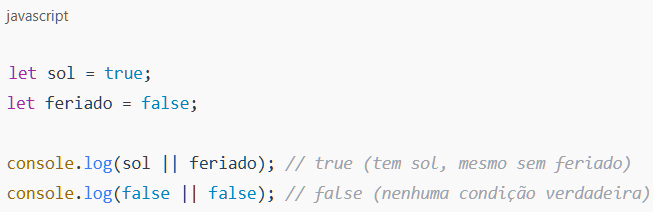 javascript
let sol = true;
let feriado = false;
console.log(sol || feriado); // true (tem sol, mesmo sem feriado)
console.log(false || false); // false (nenhuma condição verdadeira)